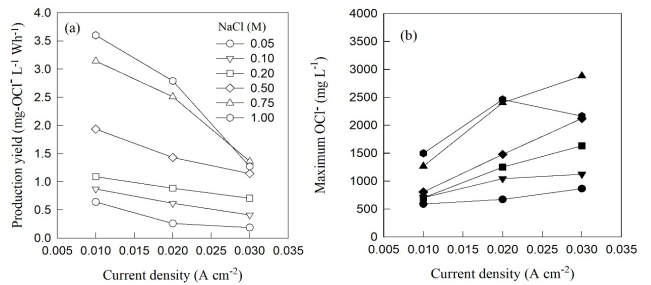 (a)
NaCl (M)
0.05
0.10
0.20
0.50
0.75
1.00
Production yield (mg-OCl⁻ L⁻¹ Wh⁻¹)
4.0
3.5
3.0
2.5
2.0
1.5
1.0
0.5
0.0
0.005 0.010 0.015 0.020 0.025 0.030 0.035
Current density (A cm⁻²)
(b)
Maximum OCl⁻ (mg L⁻¹)
4000
3500
3000
2500
2000
1500
1000
500
0
0.005 0.010 0.015 0.020 0.025 0.030 0.035
Current density (A cm⁻²)